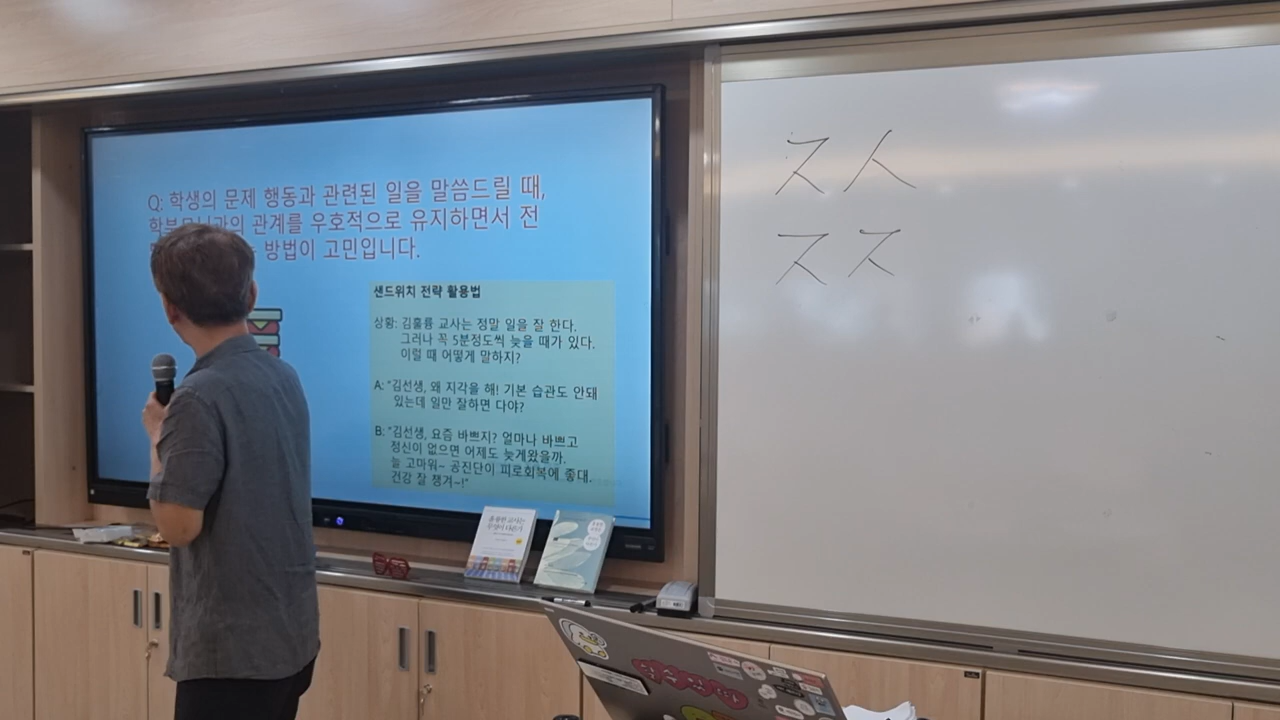 Q: 학생의 문제 행동과 관련된 일을 말씀드릴 때,
관계를 우호적으로 유지하면서 전
방법이 고민입니다.
샌드위치 전략 활용법
상황: 김훌륭 교사는 정말 일을 잘 한다.
그러나 꼭 5분정도씩 늦을 때가 있다.
이럴 때 어떻게 말하지?
A: "김선생, 왜 지각을 해! 기본 습관도 안돼
있는데 일만 잘하면 다야?
B: "김선생, 요즘 바쁘지? 얼마나 바쁘고
정신이 없으면 어제도 늦게왔을까.
늘 고마워~ 공진단이 피로회복에 좋대.
건강 잘 챙겨~!"
ㅈㅅ
ㅈㅈ